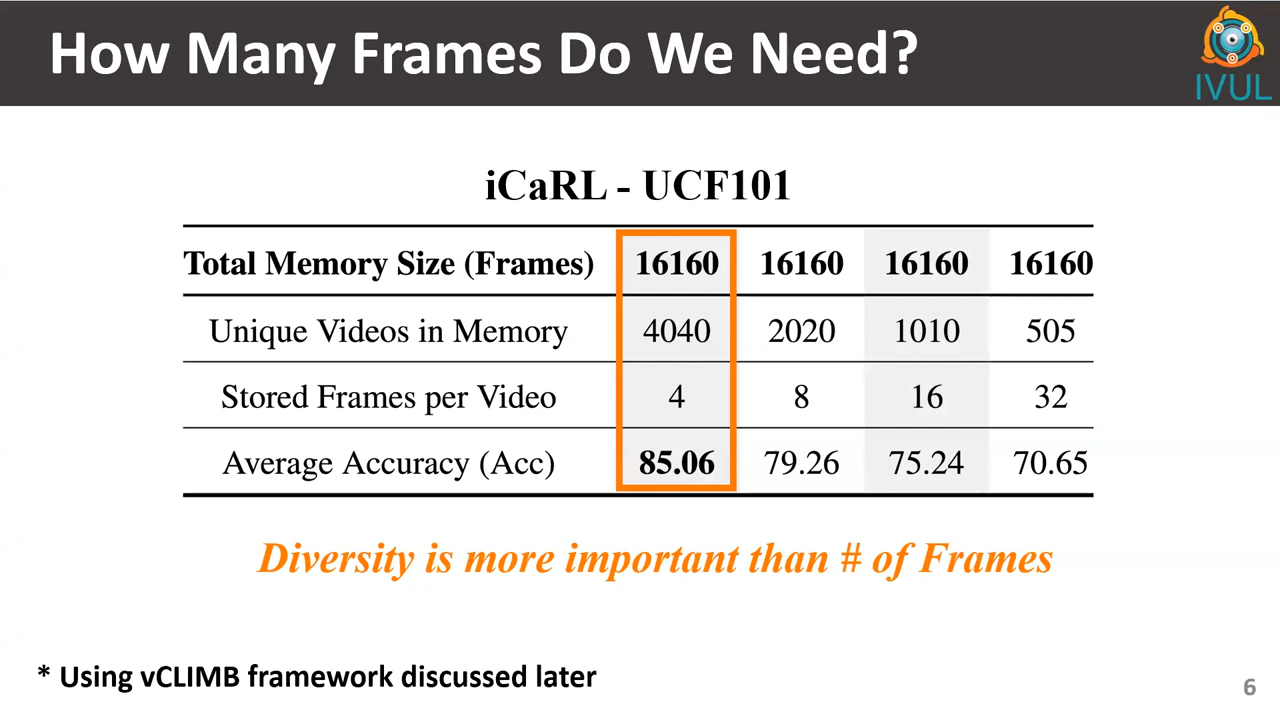 How Many Frames Do We Need?
IVUL
iCaRL - UCF101
Total Memory Size (Frames) 16160 16160 16160 16160
Unique Videos in Memory 4040 2020 1010 505
Stored Frames per Video 4 8 16 32
Average Accuracy (Acc) 85.06 79.26 75.24 70.65
Diversity is more important than # of Frames
* Using vCLIMB framework discussed later
6